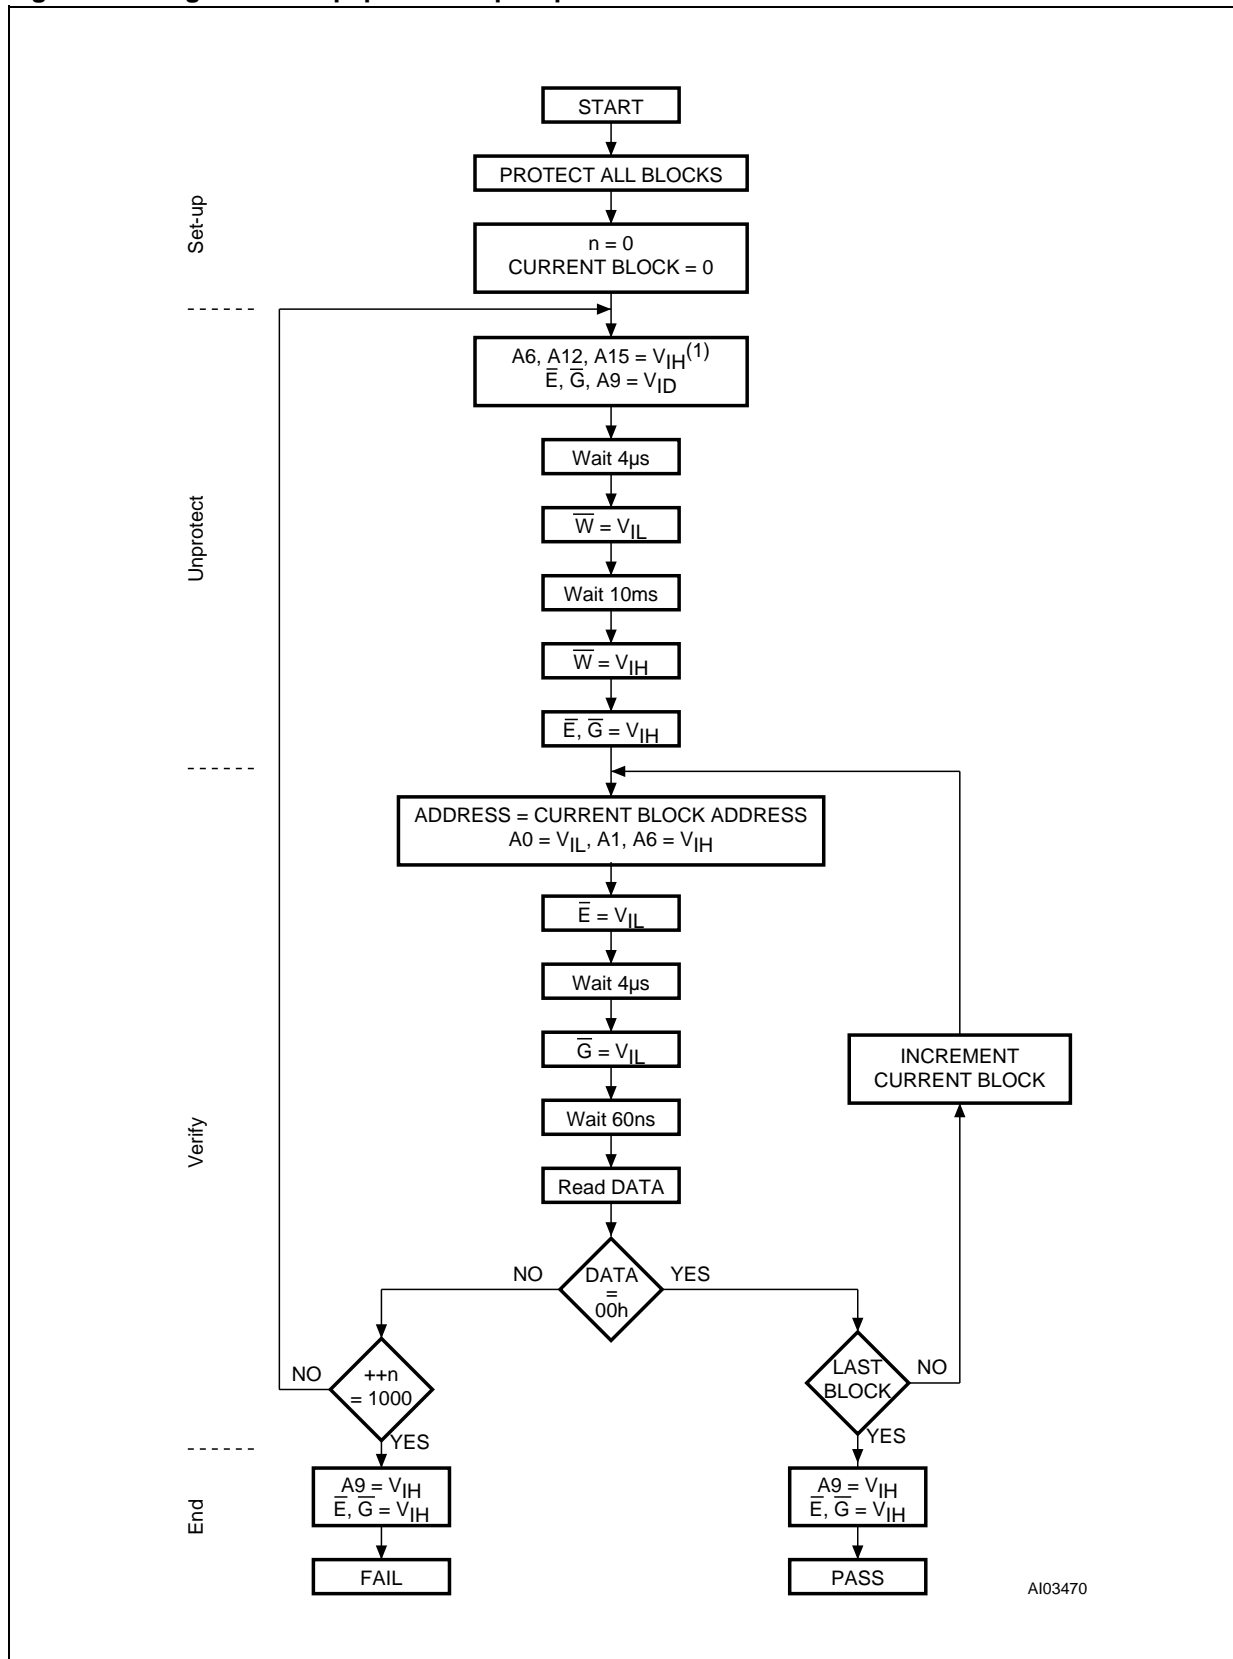 START
PROTECT ALL BLOCKS
Set-up
n = 0
CURRENT BLOCK = 0
A6, A12, A15 = VIH(1)
E̅, G̅, A9 = VID
Wait 4µs
Unprotect
W̅ = VIL
Wait 10ms
W̅ = VIH
E̅, G̅ = VIH
ADDRESS = CURRENT BLOCK ADDRESS
A0 = VIL, A1, A6 = VIH
E̅ = VIL
Wait 4µs
G̅ = VIL
INCREMENT
CURRENT BLOCK
Wait 60ns
Verify
Read DATA
NO
DATA
=
00h
YES
NO
++n
= 1000
LAST
BLOCK
NO
YES
YES
End
A9 = VIH
E̅, G̅ = VIH
A9 = VIH
E̅, G̅ = VIH
FAIL
PASS
AI03470